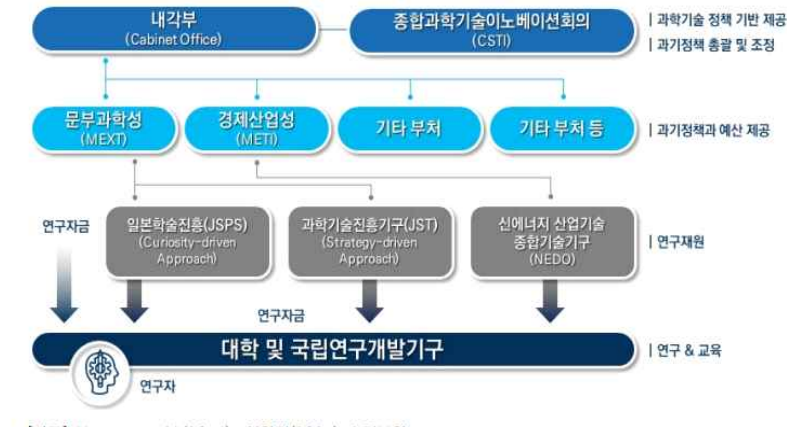 내각부
(Cabinet Office)
종합과학기술이노베이션회의
(CSTI)
| 과학기술 정책 기반 제공
| 과기정책 총괄 및 조정
문부과학성
(MEXT)
경제산업성
(METI)
기타 부처
기타 부처 등
| 과기정책과 예산 제공
연구자금
일본학술진흥(JSPS)
(Curiosity-driven
Approach)
과학기술진흥기구(JST)
(Strategy-driven
Approach)
신에너지 산업기술
종합기술기구
(NEDO)
| 연구재원
연구자금
대학 및 국립연구개발기구
| 연구 & 교육
연구자